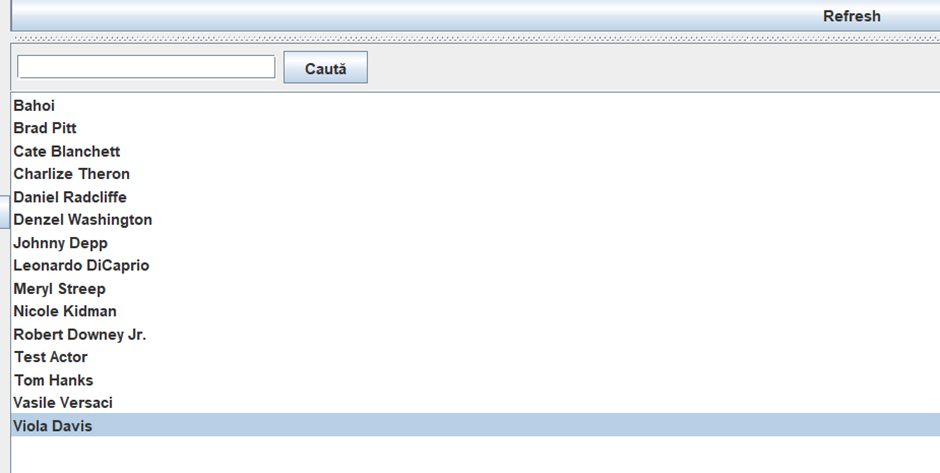 Refresh
Caută
Bahoi
Brad Pitt
Cate Blanchett
Charlize Theron
Daniel Radcliffe
Denzel Washington
Johnny Depp
Leonardo DiCaprio
Meryl Streep
Nicole Kidman
Robert Downey Jr.
Test Actor
Tom Hanks
Vasile Versaci
Viola Davis